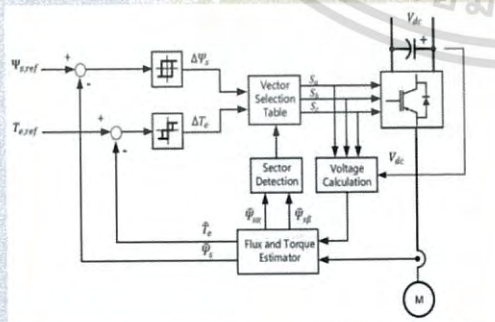 V_dc
Ψ_s,ref
+
-
ΔΨ_s
T_e,ref
+
-
ΔT_e
Vector
Selection
Table
S_a
S_b
S_c
Sector
Detection
Voltage
Calculation
V_dc
Ψ̂_sα
Ψ̂_sβ
T̂_e
Ψ̂_s
Flux and Torque
Estimator
M